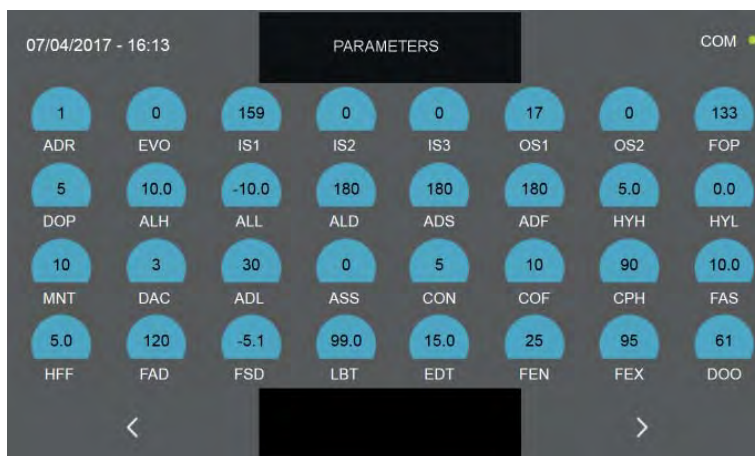 07/04/2017 - 16:13 PARAMETERS COM
1 0 159 0 0 17 0 133
ADR EVO IS1 IS2 IS3 OS1 OS2 FOP
5 10.0 -10.0 180 180 180 5.0 0.0
DOP ALH ALL ALD ADS ADF HYH HYL
10 3 30 0 5 10 90 10.0
MNT DAC ADL ASS CON COF CPH FAS
5.0 120 -5.1 99.0 15.0 25 95 61
HFF FAD FSD LBT EDT FEN FEX DOO